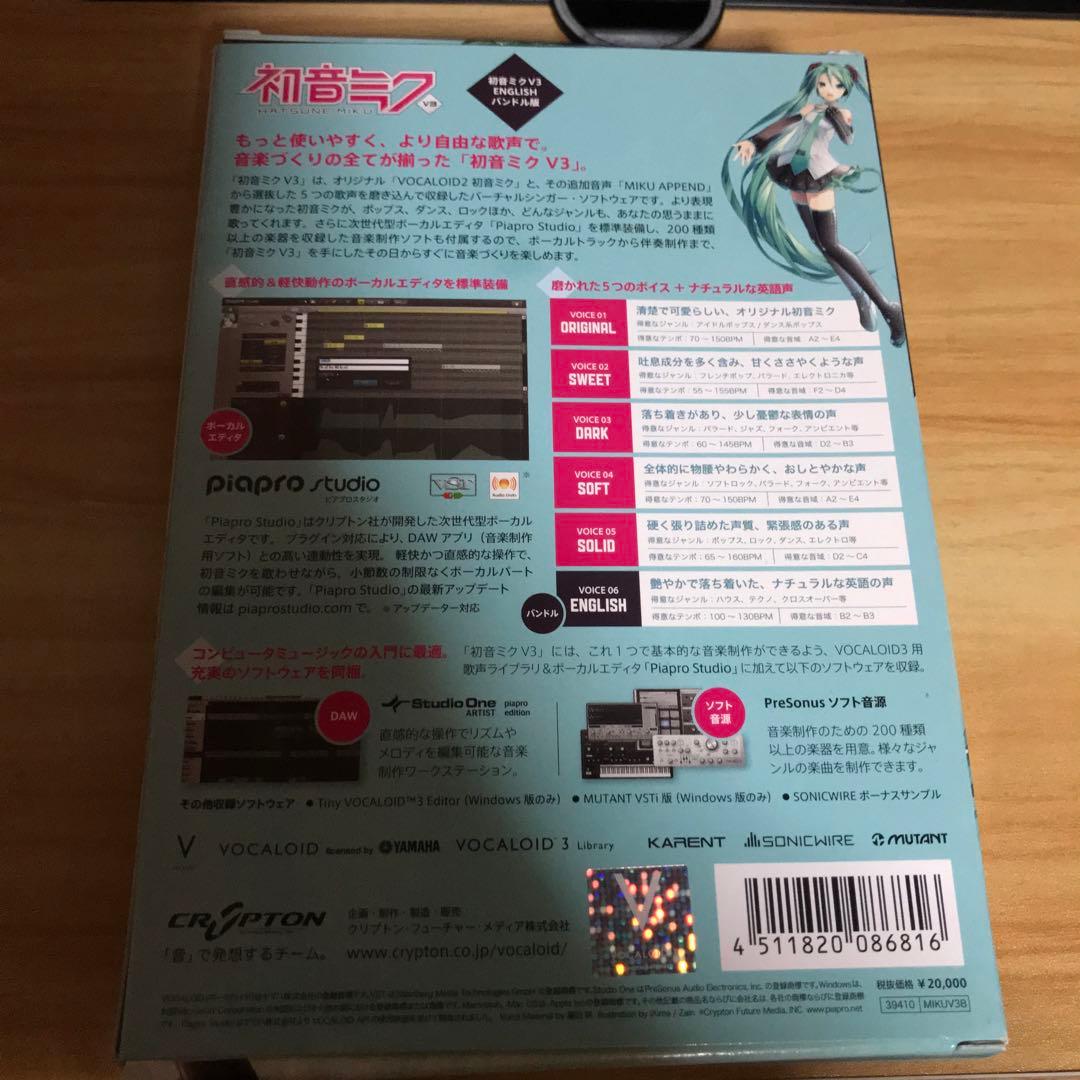 初音ミク V3
HATSUNE MIKU
初音ミクV3
ENGLISH
バンドル版
もっと使いやすく、より自由な歌声で。
音楽づくりの全てが揃った「初音ミク V3」。
「初音ミク V3」は、オリジナル「VOCALOID2 初音ミク」と、その追加音声「MIKU APPEND」
から選抜した 5 つの歌声を磨き込んで収録したバーチャルシンガー・ソフトウェアです。より表現
豊かになった初音ミクが、ポップス、ダンス、ロックほか、どんなジャンルも、あなたの思うままに
歌ってくれます。さらに次世代型ボーカルエディタ「Piapro Studio」を標準装備し、200 種類
以上の楽器を収録した音楽制作ソフトも付属するので、ボーカルトラックから伴奏制作まで、
「初音ミク V3」を手にしたその日からすぐに音楽づくりを楽しめます。
直感的&軽快動作のボーカルエディタを標準装備
ボーカル
エディタ
piapro studio
ピアプロスタジオ
VST
Audio Units
※
「Piapro Studio」はクリプトン社が開発した次世代型ボーカル
エディタです。プラグイン対応により、DAW アプリ（音楽制作
用ソフト）との高い連動性を実現。軽快かつ直感的な操作で、
初音ミクを歌わせながら、小節数の制限なくボーカルパート
の編集が可能です。「Piapro Studio」の最新アップデート
情報は piaprostudio.com で。 ※アップデーター対応
磨かれた5つのボイス + ナチュラルな英語声
VOICE 01
ORIGINAL
清楚で可愛らしい、オリジナル初音ミク
得意なジャンル：アイドルポップス / ダンス系ポップス
得意なテンポ：70 ~ 150BPM 得意な音域：A2 ~ E4
VOICE 02
SWEET
吐息成分を多く含み、甘くささやくような声
得意なジャンル：フレンチポップ、バラード、エレクトロニカ等
得意なテンポ：55 ~ 155BPM 得意な音域：F2 ~ D4
VOICE 03
DARK
落ち着きがあり、少し憂鬱な表情の声
得意なジャンル：バラード、ジャズ、フォーク、アンビエント等
得意なテンポ：60 ~ 145BPM 得意な音域：D2 ~ B3
VOICE 04
SOFT
全体的に物腰やわらかく、おしとやかな声
得意なジャンル：ソフトロック、バラード、フォーク、アンビエント等
得意なテンポ：70 ~ 150BPM 得意な音域：A2 ~ E4
VOICE 05
SOLID
硬く張り詰めた声質、緊張感のある声
得意なジャンル：ポップス、ロック、ダンス、エレクトロ等
得意なテンポ：65 ~ 160BPM 得意な音域：D2 ~ C4
バンドル
VOICE 06
ENGLISH
艶やかで落ち着いた、ナチュラルな英語の声
得意なジャンル：ハウス、テクノ、クロスオーバー等
得意なテンポ：100 ~ 130BPM 得意な音域：B2 ~ B3
コンピュータミュージックの入門に最適。
充実のソフトウェアを同梱。
「初音ミク V3」には、これ 1 つで基本的な音楽制作ができるよう、VOCALOID3 用
歌声ライブラリ&ボーカルエディタ「Piapro Studio」に加えて以下のソフトウェアを収録。
DAW
Studio One piapro
ARTIST edition
直感的な操作でリズムや
メロディを編集可能な音楽
制作ワークステーション。
ソフト
音源
PreSonus ソフト音源
音楽制作のための 200 種類
以上の楽器を用意。様々なジャ
ンルの楽曲を制作できます。
その他収録ソフトウェア ● Tiny VOCALOID™3 Editor (Windows 版のみ) ● MUTANT VSTi 版 (Windows 版のみ) ● SONICWIRE ボーナスサンプル
VOCALOID licensed by YAMAHA VOCALOID™3 Library KARENT SONICWIRE MUTANT
CRYPTON
「音」で発想するチーム。
企画・制作・製造・販売
クリプトン・フューチャー・メディア株式会社
www.crypton.co.jp/vocaloid/
4 511820 086816
税抜価格 ¥20,000
39410 MIKUV3B